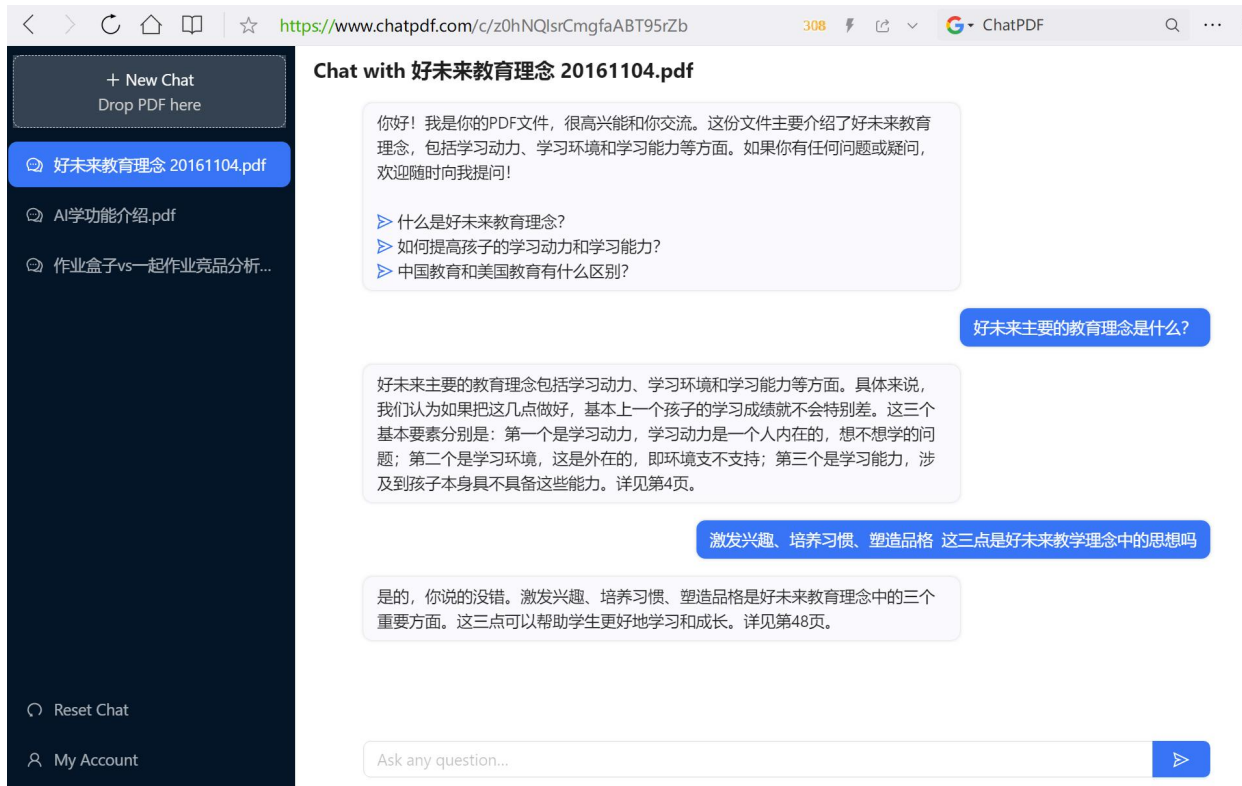 https://www.chatpdf.com/c/z0hNQIsrCmgfaABT95rZb
308
ChatPDF
+ New Chat
Drop PDF here
好未来教育理念 20161104.pdf
AI学功能介绍.pdf
作业盒子vs一起作业竞品分析...
Reset Chat
My Account
Chat with 好未来教育理念 20161104.pdf
你好！我是你的PDF文件，很高兴能和你交流。这份文件主要介绍了好未来教育
理念，包括学习动力、学习环境和学习能力等方面。如果你有任何问题或疑问，
欢迎随时向我提问！
什么是好未来教育理念？
如何提高孩子的学习动力和学习能力？
中国教育和美国教育有什么区别？
好未来主要的教育理念是什么？
好未来主要的教育理念包括学习动力、学习环境和学习能力等方面。具体来说，
我们认为如果把这几点做好，基本上一个孩子的学习成绩就不会特别差。这三个
基本要素分别是：第一个是学习动力，学习动力是一个人内在的，想不想学的问
题；第二个是学习环境，这是外在的，即环境支不支持；第三个是学习能力，涉
及到孩子本身具不具备这些能力。详见第4页。
激发兴趣、培养习惯、塑造品格 这三点是好未来教学理念中的思想吗
是的，你说的没错。激发兴趣、培养习惯、塑造品格是好未来教育理念中的三个
重要方面。这三点可以帮助学生更好地学习和成长。详见第48页。
Ask any question...